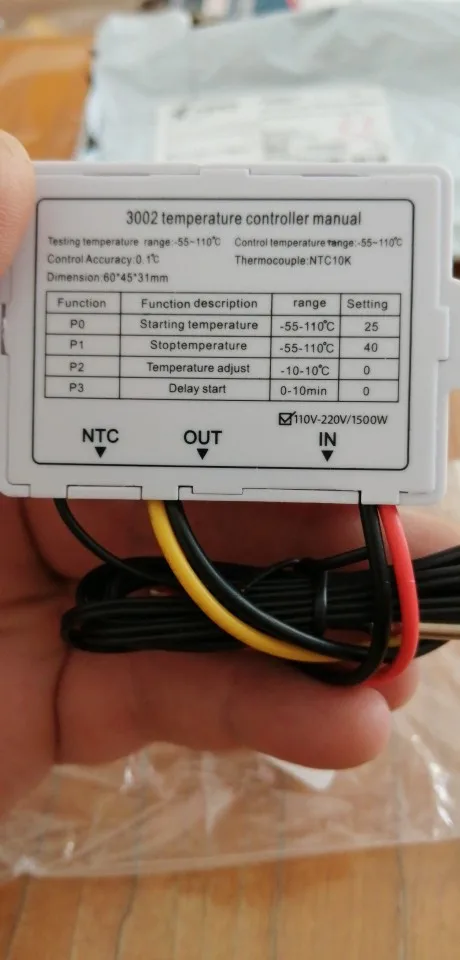 3002 temperature controller manual
Testing temperature range:-55~110℃ Control temperature range:-55~110℃
Control Accuracy:0.1℃ Thermocouple:NTC10K
Dimension:60*45*31mm
Function Function description range Setting
P0 Starting temperature -55-110℃ 25
P1 Stoptemperature -55-110℃ 40
P2 Temperature adjust -10-10℃ 0
P3 Delay start 0-10min 0
☑110V-220V/1500W
NTC OUT IN